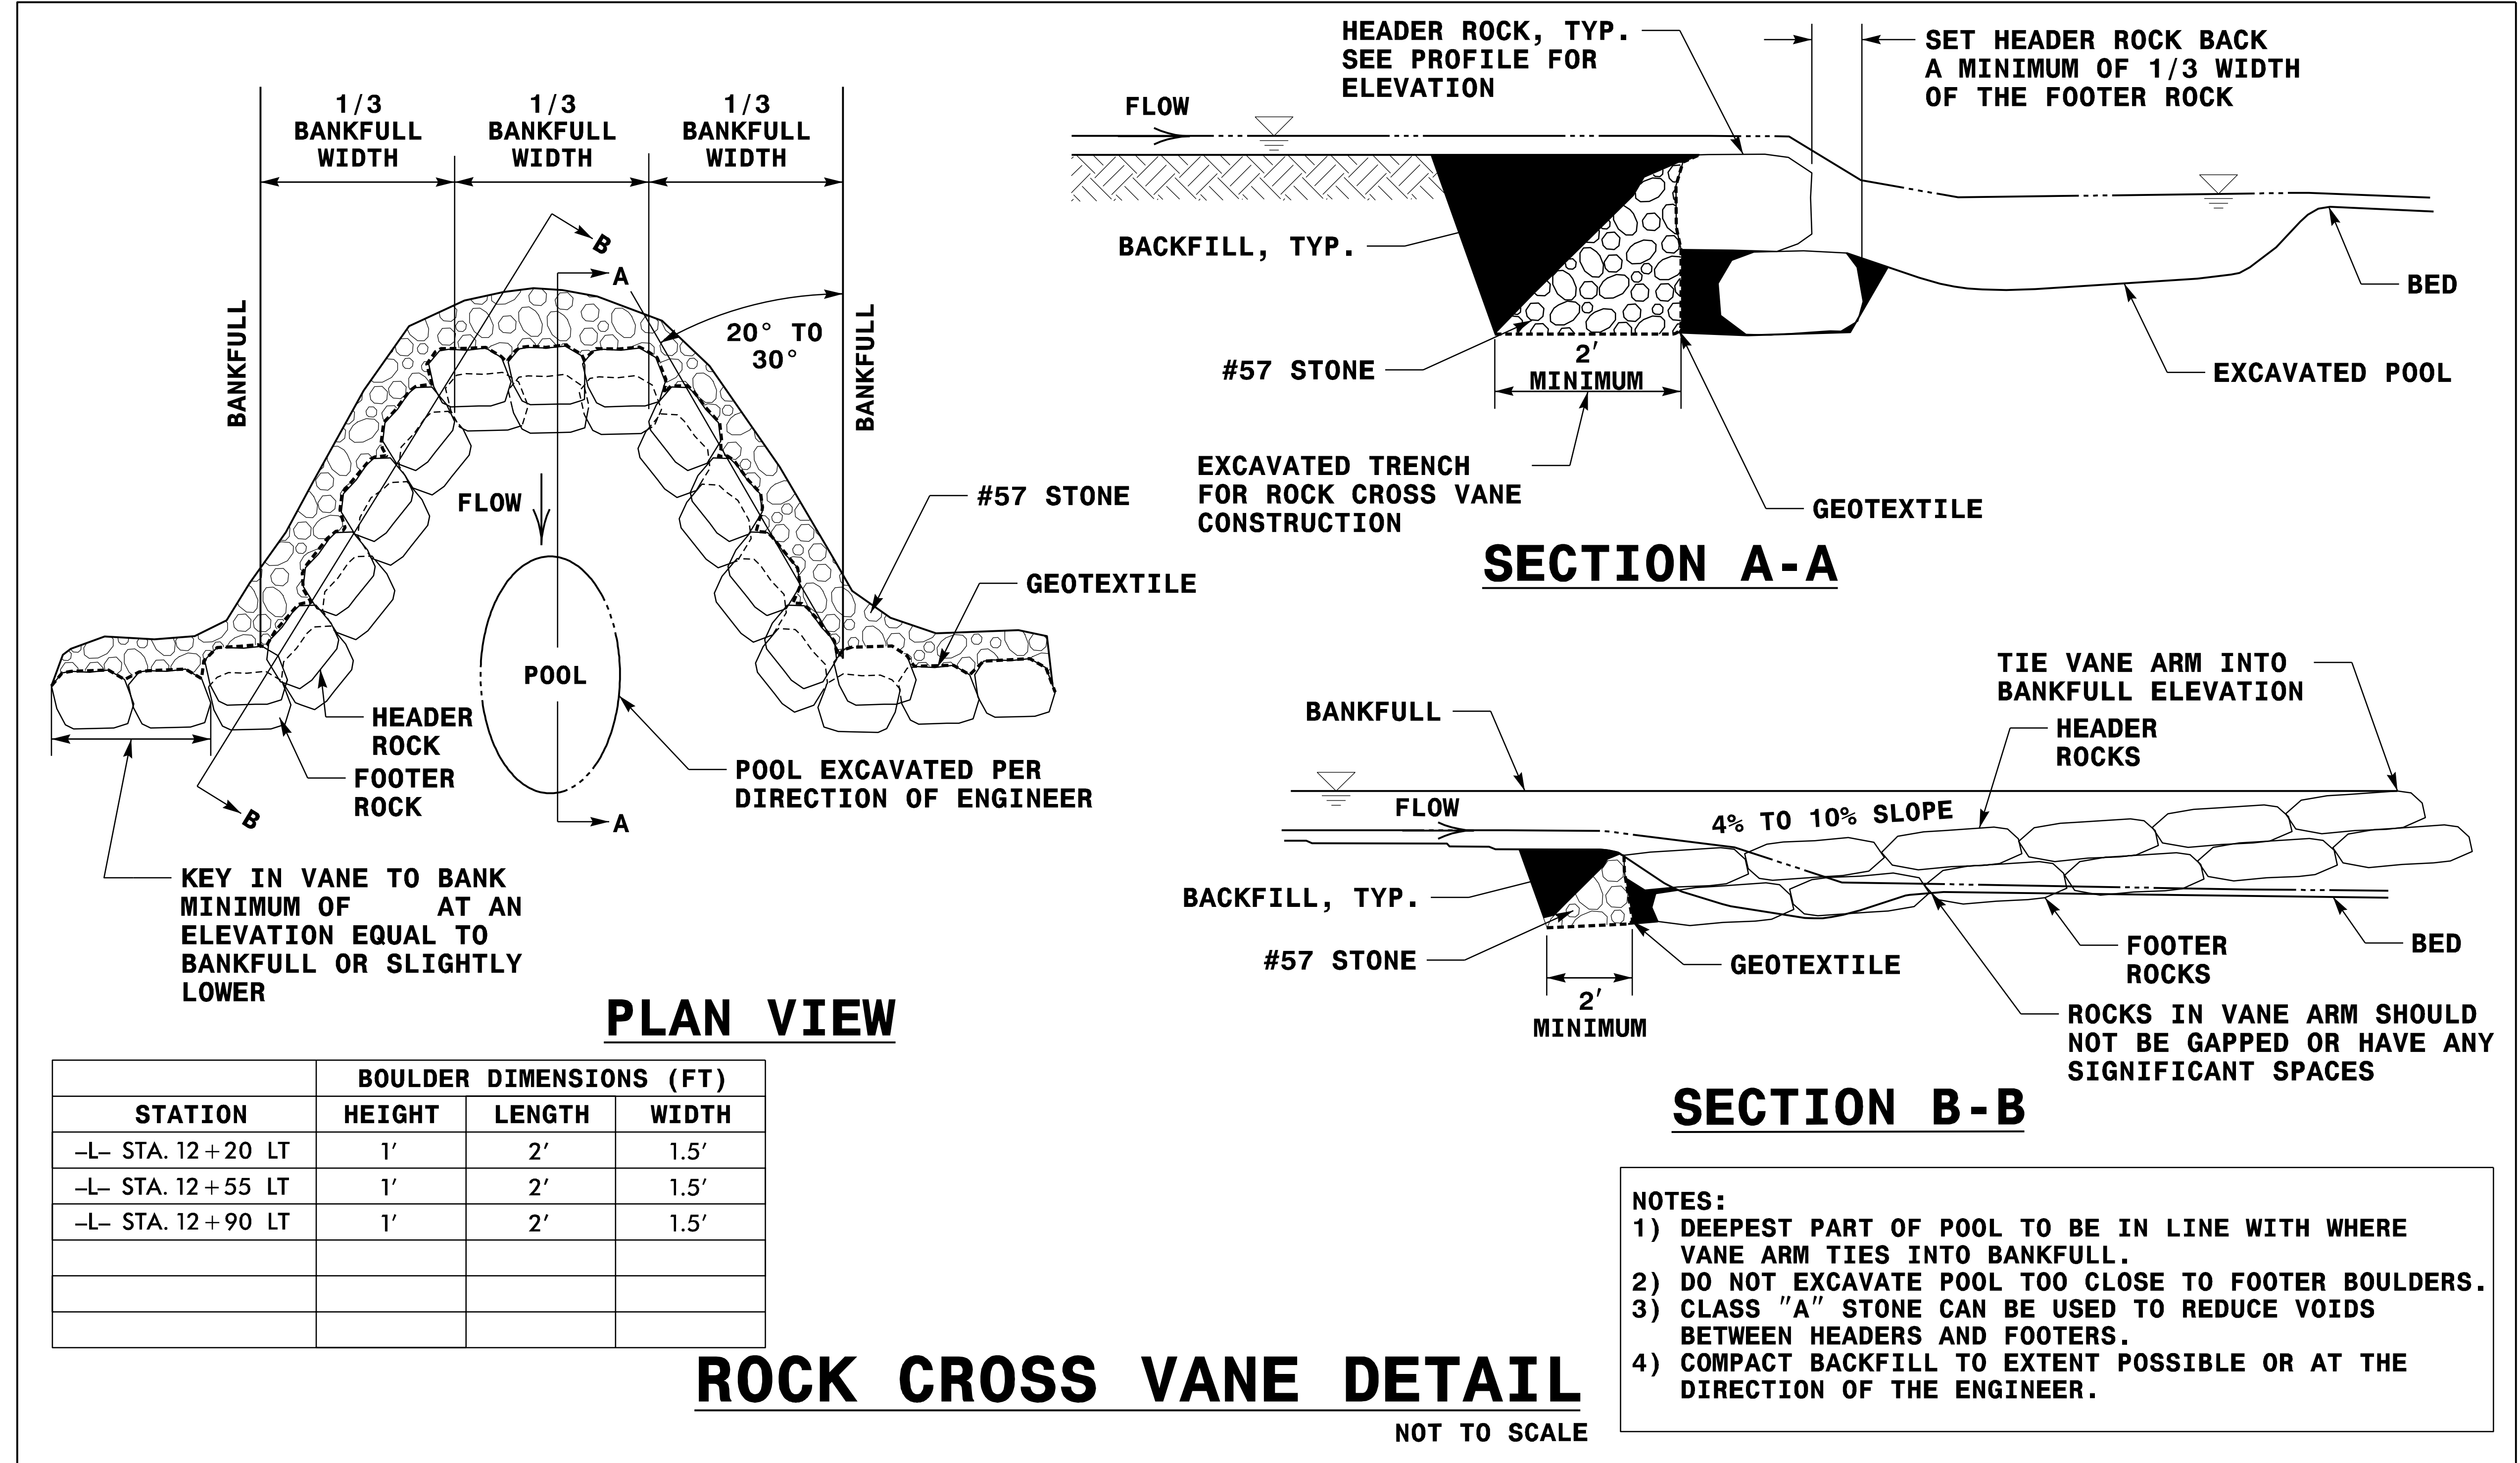 1/3
BANKFULL
WIDTH
1/3
BANKFULL
WIDTH
1/3
BANKFULL
WIDTH
B
A
20° TO
30°
BANKFULL
BANKFULL
FLOW
#57 STONE
GEOTEXTILE
POOL
HEADER
ROCK
FOOTER
ROCK
POOL EXCAVATED PER
DIRECTION OF ENGINEER
B
A
KEY IN VANE TO BANK
MINIMUM OF AT AN
ELEVATION EQUAL TO
BANKFULL OR SLIGHTLY
LOWER
PLAN VIEW
HEADER ROCK, TYP.
SEE PROFILE FOR
ELEVATION
SET HEADER ROCK BACK
A MINIMUM OF 1/3 WIDTH
OF THE FOOTER ROCK
FLOW
BACKFILL, TYP.
BED
#57 STONE
2′
MINIMUM
EXCAVATED POOL
EXCAVATED TRENCH
FOR ROCK CROSS VANE
CONSTRUCTION
GEOTEXTILE
SECTION A-A
TIE VANE ARM INTO
BANKFULL ELEVATION
BANKFULL
HEADER
ROCKS
FLOW
4% TO 10% SLOPE
BACKFILL, TYP.
#57 STONE
GEOTEXTILE
FOOTER
ROCKS
BED
2′
MINIMUM
ROCKS IN VANE ARM SHOULD
NOT BE GAPPED OR HAVE ANY
SIGNIFICANT SPACES
SECTION B-B
BOULDER DIMENSIONS (FT)
STATION HEIGHT LENGTH WIDTH
–L– STA. 12+20 LT 1′ 2′ 1.5′
–L– STA. 12+55 LT 1′ 2′ 1.5′
–L– STA. 12+90 LT 1′ 2′ 1.5′
NOTES:
1) DEEPEST PART OF POOL TO BE IN LINE WITH WHERE
VANE ARM TIES INTO BANKFULL.
2) DO NOT EXCAVATE POOL TOO CLOSE TO FOOTER BOULDERS.
3) CLASS ″A″ STONE CAN BE USED TO REDUCE VOIDS
BETWEEN HEADERS AND FOOTERS.
4) COMPACT BACKFILL TO EXTENT POSSIBLE OR AT THE
DIRECTION OF THE ENGINEER.
ROCK CROSS VANE DETAIL
NOT TO SCALE